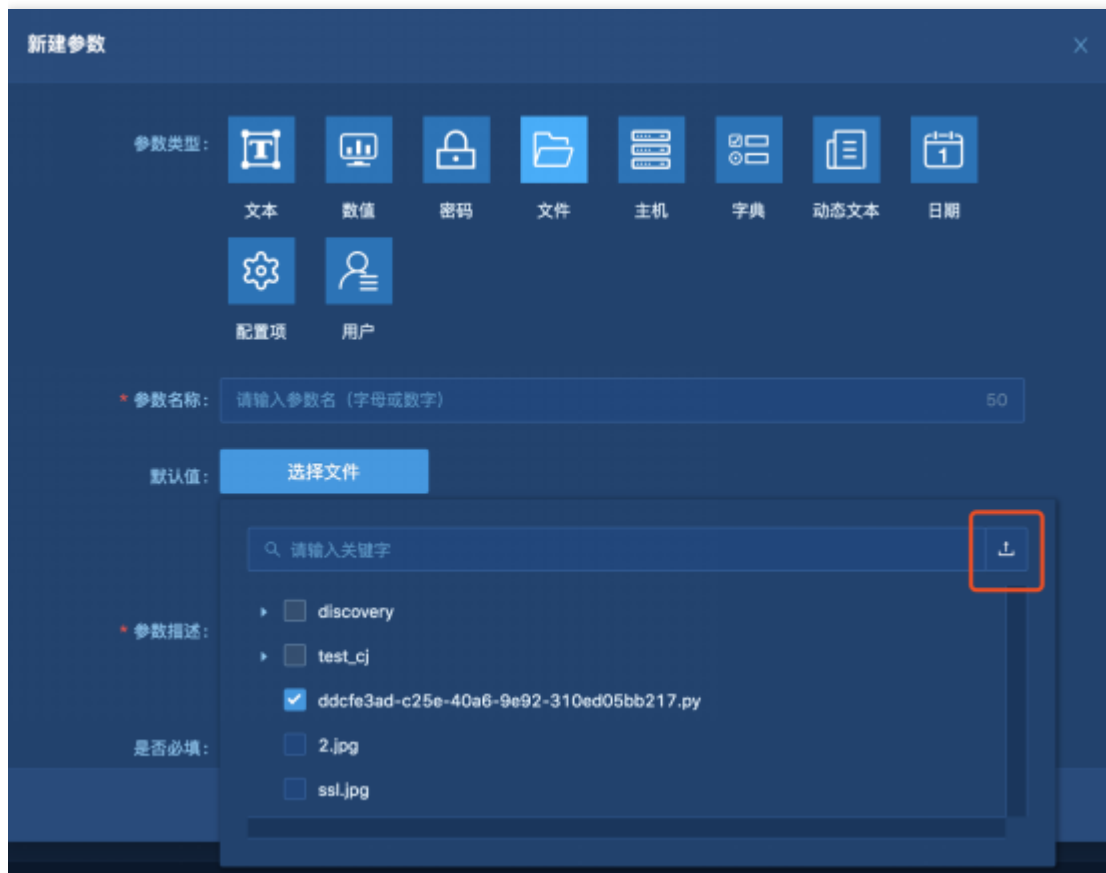 新建参数
参数类型:
文本 数值 密码 文件 主机 字典 动态文本 日期
配置项 用户
* 参数名称: 请输入参数名（字母或数字） 50
默认值: 选择文件
请输入关键字
discovery
* 参数描述:
test_cj
ddcfe3ad-c25e-40a6-9e92-310ed05bb217.py
是否必填: 2.jpg
ssl.jpg